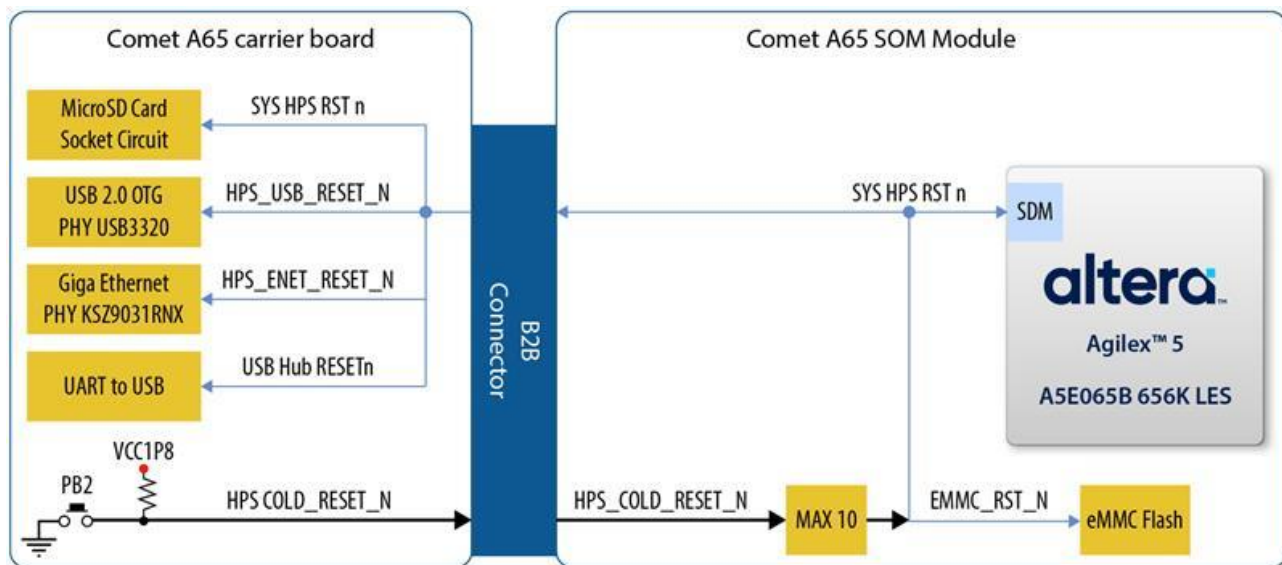 Comet A65 carrier board
MicroSD Card
Socket Circuit
SYS HPS RST n
USB 2.0 OTG
PHY USB3320
HPS_USB_RESET_N
Giga Ethernet
PHY KSZ9031RNX
HPS_ENET_RESET_N
UART to USB
USB Hub RESETn
VCC1P8
PB2
HPS COLD_RESET_N
B2B
Connector
Comet A65 SOM Module
SYS HPS RST n
SDM
altera™
Agilex™ 5
A5E065B 656K LES
HPS_COLD_RESET_N
MAX 10
EMMC_RST_N
eMMC Flash